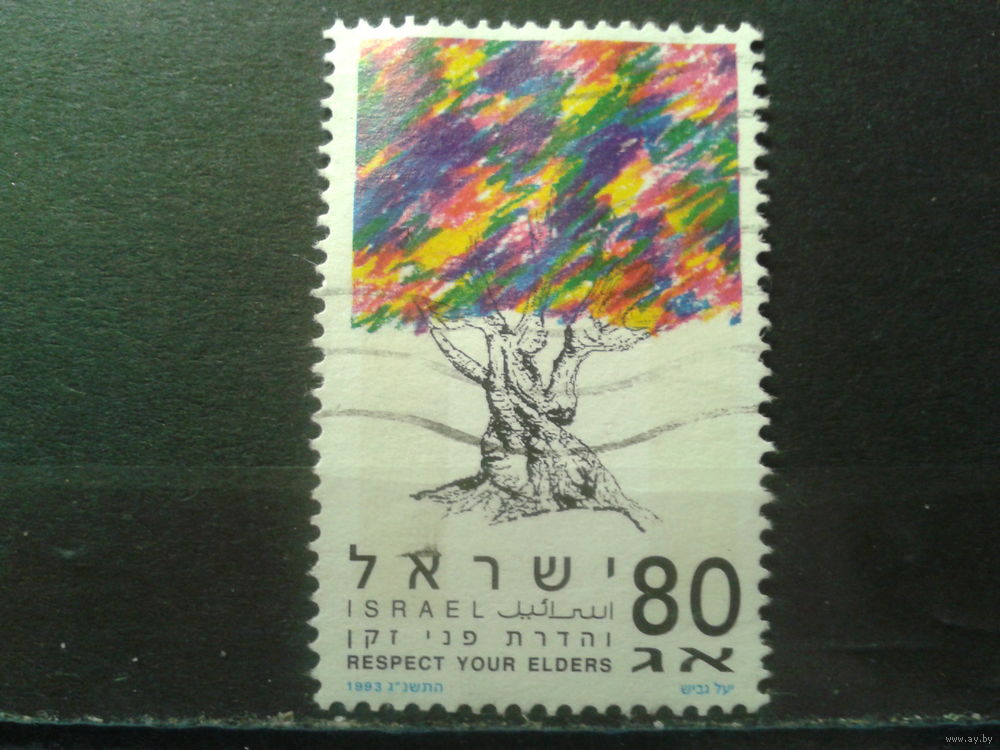 ישראל
ISRAEL اسرائيل
80
והדרת פני זקן
אג
RESPECT YOUR ELDERS
1993 התשנ"ג
יעל גביש
www.ay.by